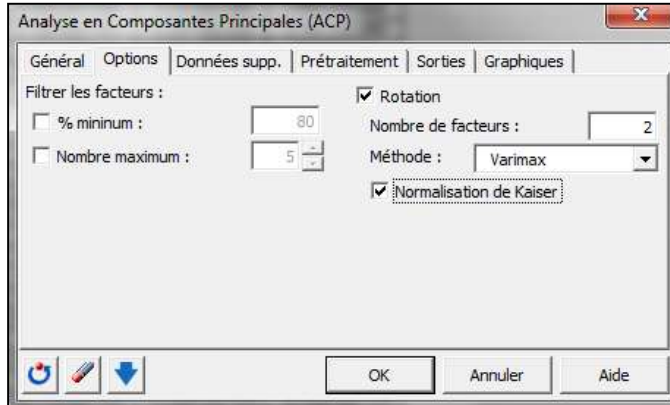 Analyse en Composantes Principales (ACP)
Général Options Données supp. Prétraitement Sorties Graphiques
Filtrer les facteurs : Rotation
% mininum : 80 Nombre de facteurs : 2
Nombre maximum : 5 Méthode : Varimax
Normalisation de Kaiser
OK Annuler Aide